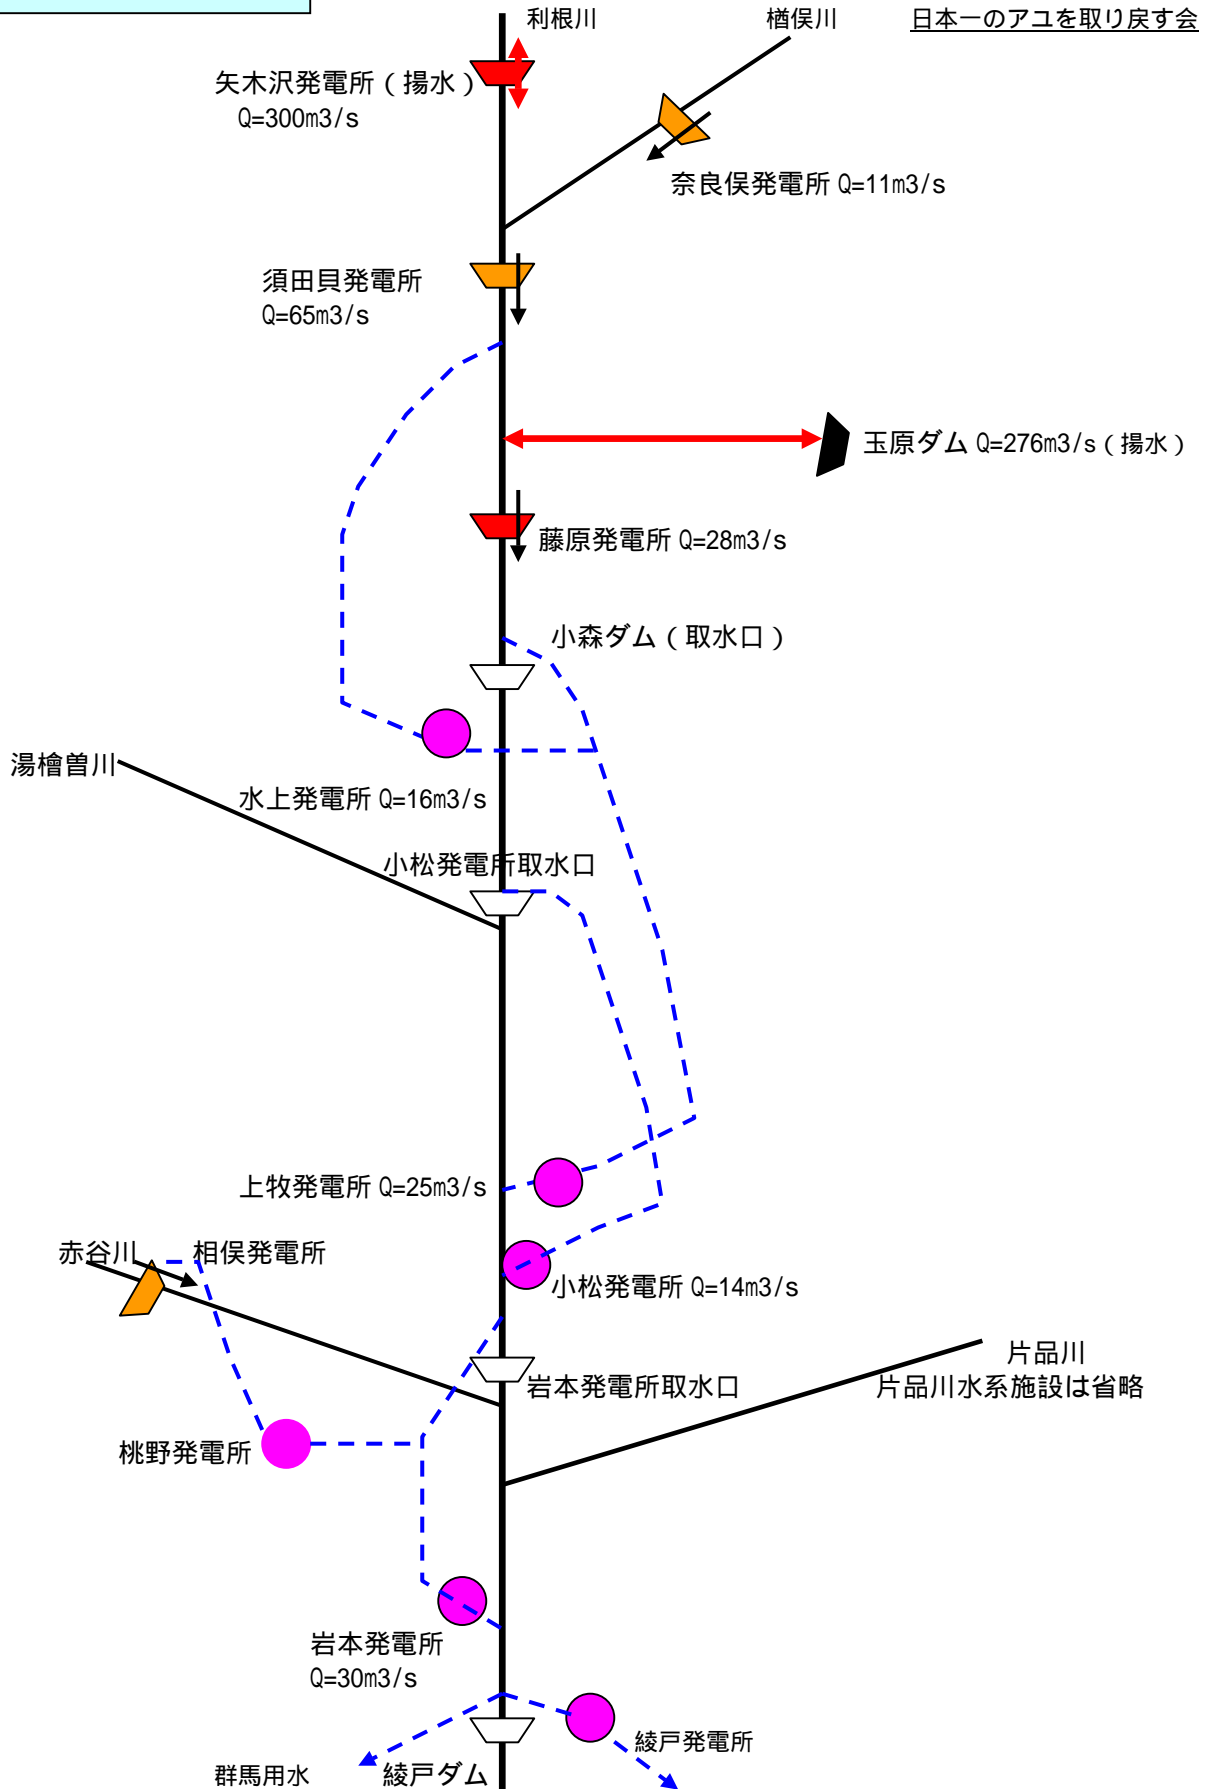 利根川
楢俣川
日本一のアユを取り戻す会
矢木沢発電所（揚水）
Q=300m3/s
奈良俣発電所 Q=11m3/s
須田貝発電所
Q=65m3/s
玉原ダム Q=276m3/s（揚水）
藤原発電所 Q=28m3/s
小森ダム（取水口）
湯檜曽川
水上発電所 Q=16m3/s
小松発電所取水口
上牧発電所 Q=25m3/s
赤谷川
相俣発電所
小松発電所 Q=14m3/s
片品川
片品川水系施設は省略
岩本発電所取水口
桃野発電所
岩本発電所
Q=30m3/s
綾戸発電所
群馬用水
綾戸ダム